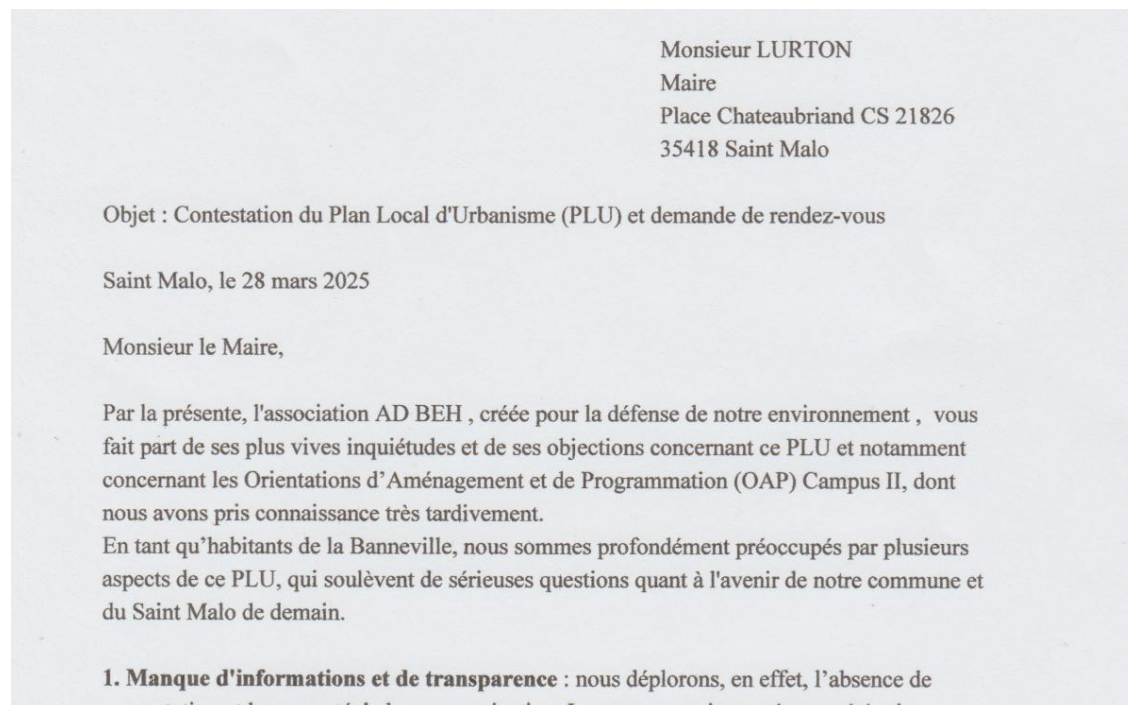 Monsieur LURTON
Maire
Place Chateaubriand CS 21826
35418 Saint Malo
Objet : Contestation du Plan Local d'Urbanisme (PLU) et demande de rendez-vous
Saint Malo, le 28 mars 2025
Monsieur le Maire,
Par la présente, l'association AD BEH , créée pour la défense de notre environnement , vous
fait part de ses plus vives inquiétudes et de ses objections concernant ce PLU et notamment
concernant les Orientations d’Aménagement et de Programmation (OAP) Campus II, dont
nous avons pris connaissance très tardivement.
En tant qu’habitants de la Banneville, nous sommes profondément préoccupés par plusieurs
aspects de ce PLU, qui soulèvent de sérieuses questions quant à l'avenir de notre commune et
du Saint Malo de demain.
1. Manque d'informations et de transparence : nous déplorons, en effet, l’absence de